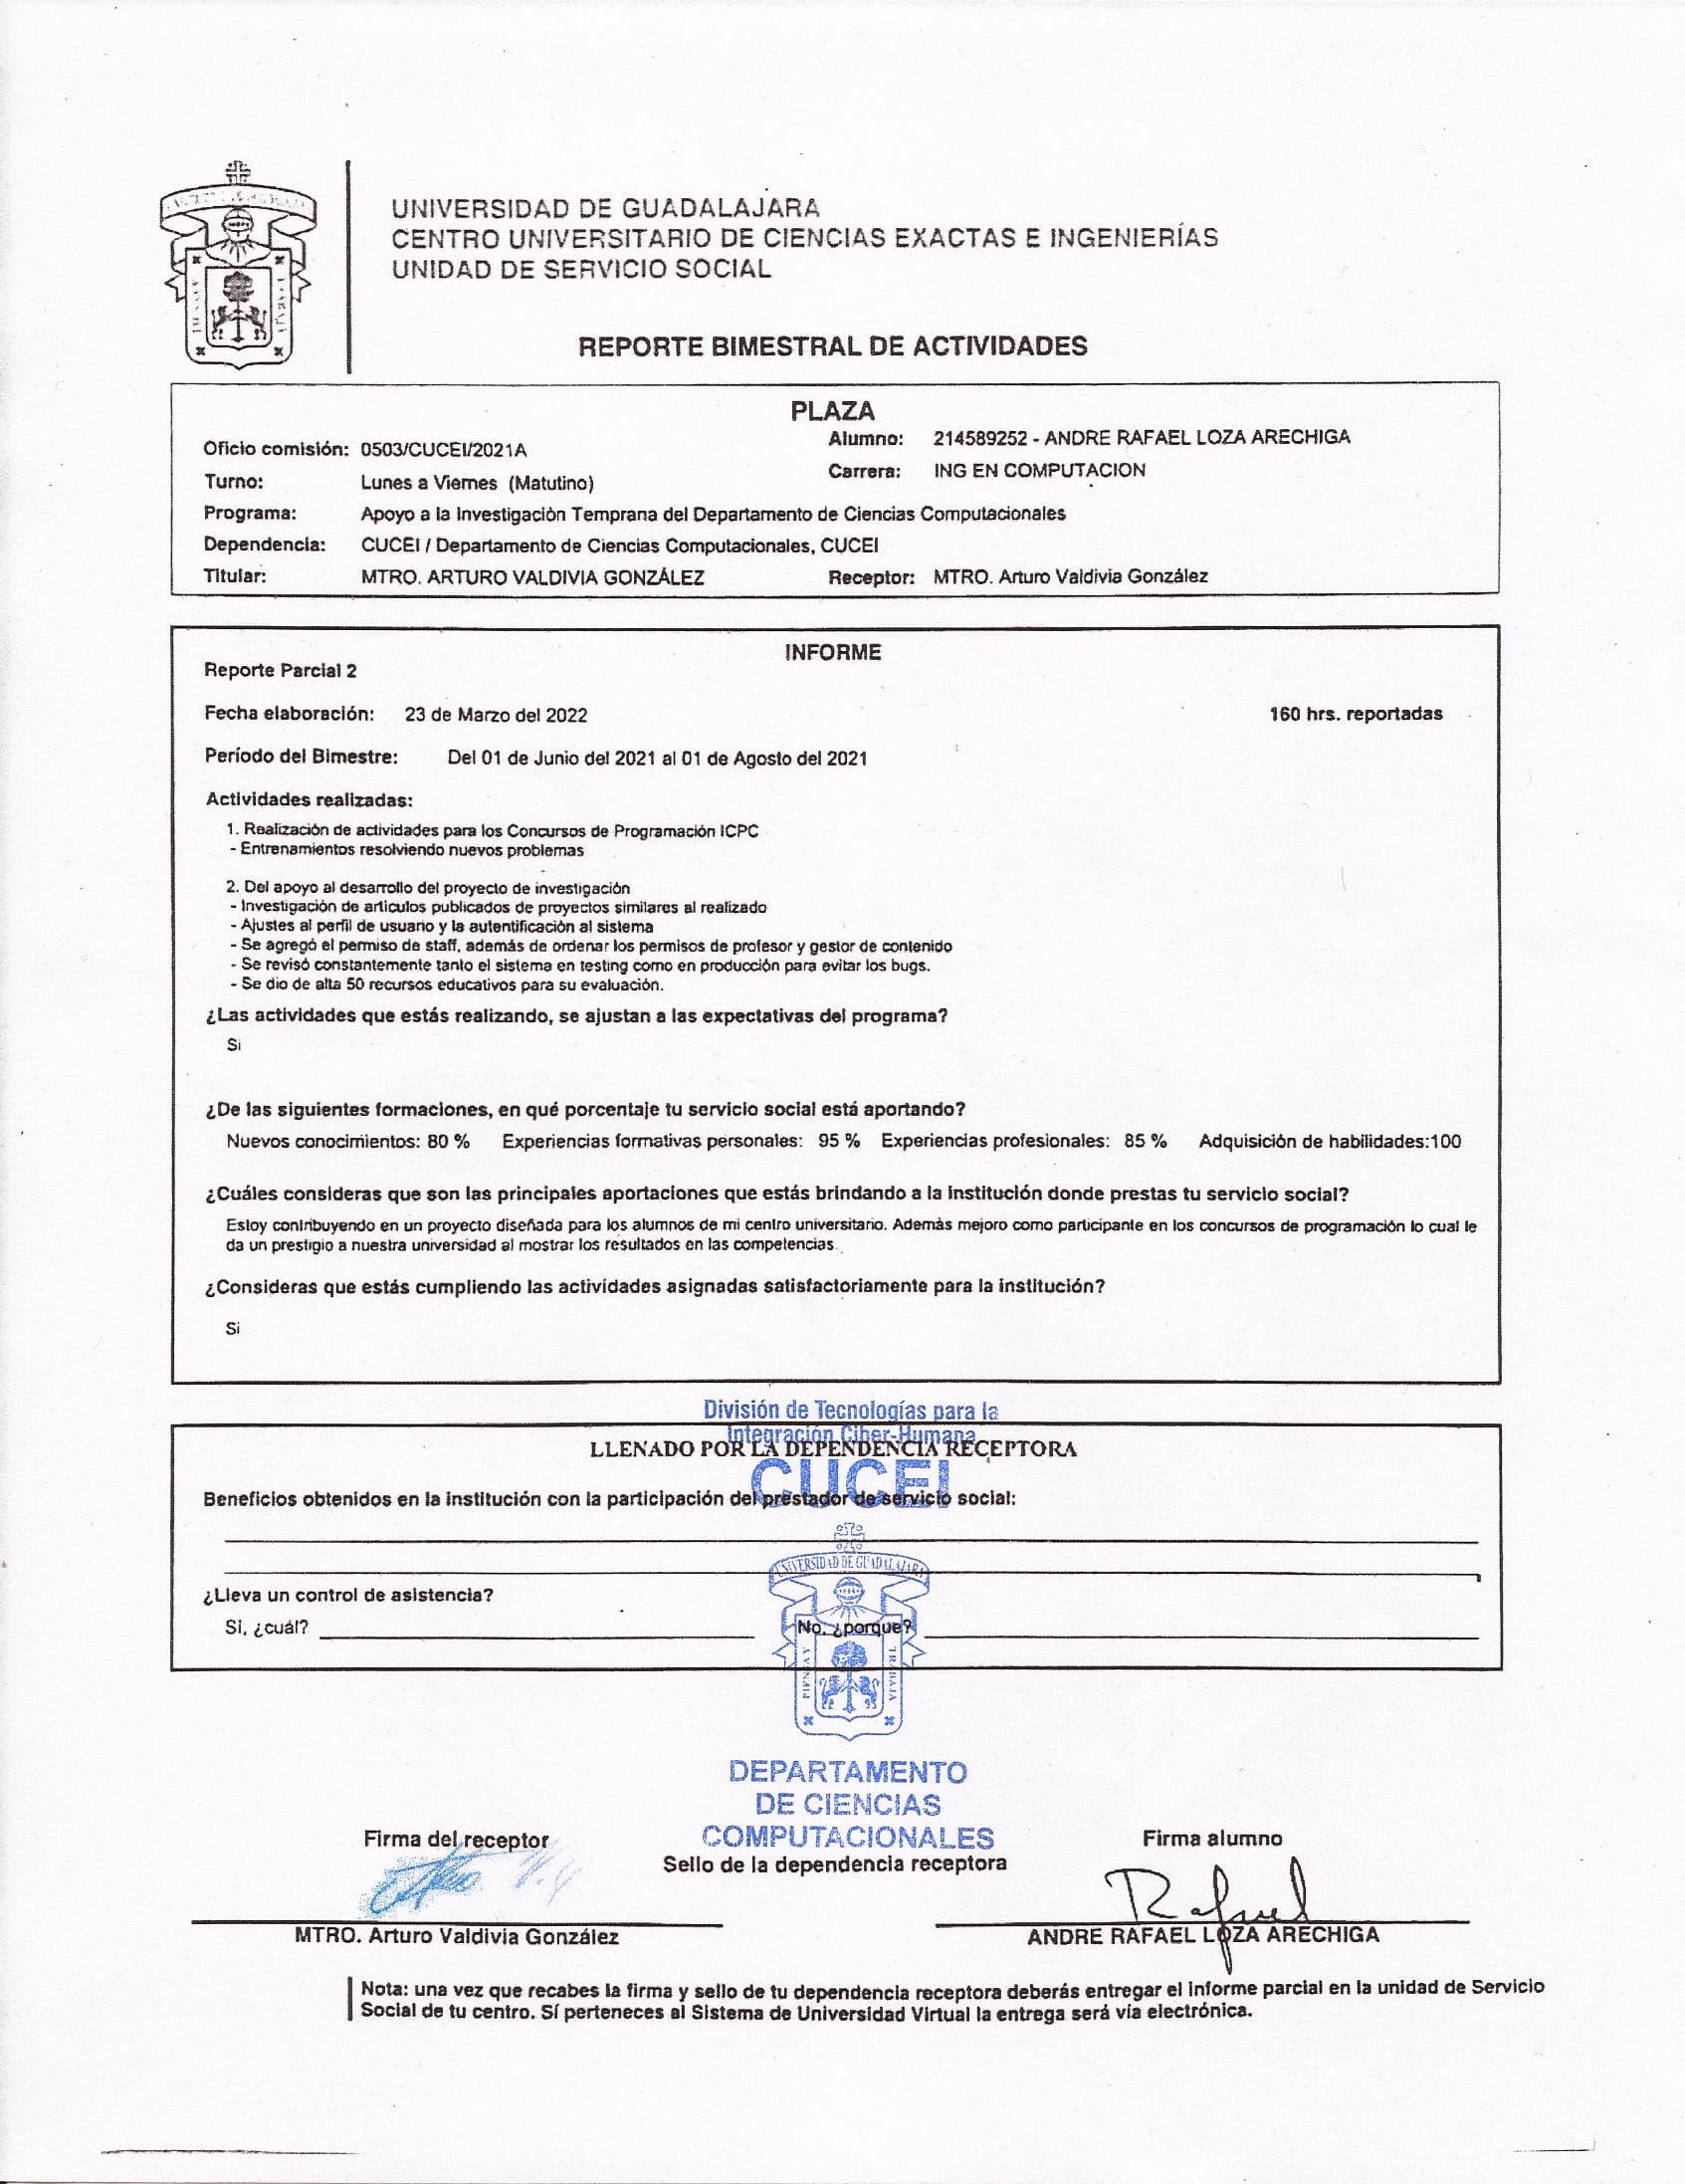 UNIVERSIDAD DE GUADALAJARA
CENTRO UNIVERSITARIO DE CIENCIAS EXACTAS E INGENIERÍAS
UNIDAD DE SERVICIO SOCIAL
REPORTE BIMESTRAL DE ACTIVIDADES
PLAZA
Oficio comisión: 0503/CUCEI/2021A Alumno: 214589252 - ANDRE RAFAEL LOZA ARECHIGA
Turno: Lunes a Viernes (Matutino) Carrera: ING EN COMPUTACION
Programa: Apoyo a la Investigación Temprana del Departamento de Ciencias Computacionales
Dependencia: CUCEI / Departamento de Ciencias Computacionales, CUCEI
Titular: MTRO. ARTURO VALDIVIA GONZÁLEZ Receptor: MTRO. Arturo Valdivia González
INFORME
Reporte Parcial 2
Fecha elaboración: 23 de Marzo del 2022 160 hrs. reportadas
Período del Bimestre: Del 01 de Junio del 2021 al 01 de Agosto del 2021
Actividades realizadas:
1. Realización de actividades para los Concursos de Programación ICPC
- Entrenamientos resolviendo nuevos problemas
2. Del apoyo al desarrollo del proyecto de investigación
- Investigación de articulos publicados de proyectos similares al realizado
- Ajustes al perfil de usuario y la autentificación al sistema
- Se agregó el permiso de staff, además de ordenar los permisos de profesor y gestor de contenido
- Se revisó constantemente tanto el sistema en testing como en producción para evitar los bugs.
- Se dio de alta 50 recursos educativos para su evaluación.
¿Las actividades que estás realizando, se ajustan a las expectativas del programa?
Si
¿De las siguientes formaciones, en qué porcentaje tu servicio social está aportando?
Nuevos conocimientos: 80 % Experiencias formativas personales: 95 % Experiencias profesionales: 85 % Adquisición de habilidades:100
¿Cuáles consideras que son las principales aportaciones que estás brindando a la institución donde prestas tu servicio social?
Estoy contribuyendo en un proyecto diseñada para los alumnos de mi centro universitario. Además mejoro como participante en los concursos de programación lo cual le
da un prestigio a nuestra universidad al mostrar los resultados en las competencias.
¿Consideras que estás cumpliendo las actividades asignadas satisfactoriamente para la institución?
Si
División de Tecnologías para la
Integración Ciber-Humana
LLENADO POR LA DEPENDENCIA RECEPTORA
CUCEI
Beneficios obtenidos en la institución con la participación del prestador de servicio social:
UNIVERSIDAD DE GUADALAJARA
¿Lleva un control de asistencia?
Si, ¿cuál? No, ¿porque?
PIENSA Y TRABAJA
DEPARTAMENTO
DE CIENCIAS
COMPUTACIONALES
Firma del receptor Firma alumno
Sello de la dependencia receptora
Rafael
MTRO. Arturo Valdivia González ANDRE RAFAEL LOZA ARECHIGA
Nota: una vez que recabes la firma y sello de tu dependencia receptora deberás entregar el informe parcial en la unidad de Servicio
Social de tu centro. Sí perteneces al Sistema de Universidad Virtual la entrega será vía electrónica.